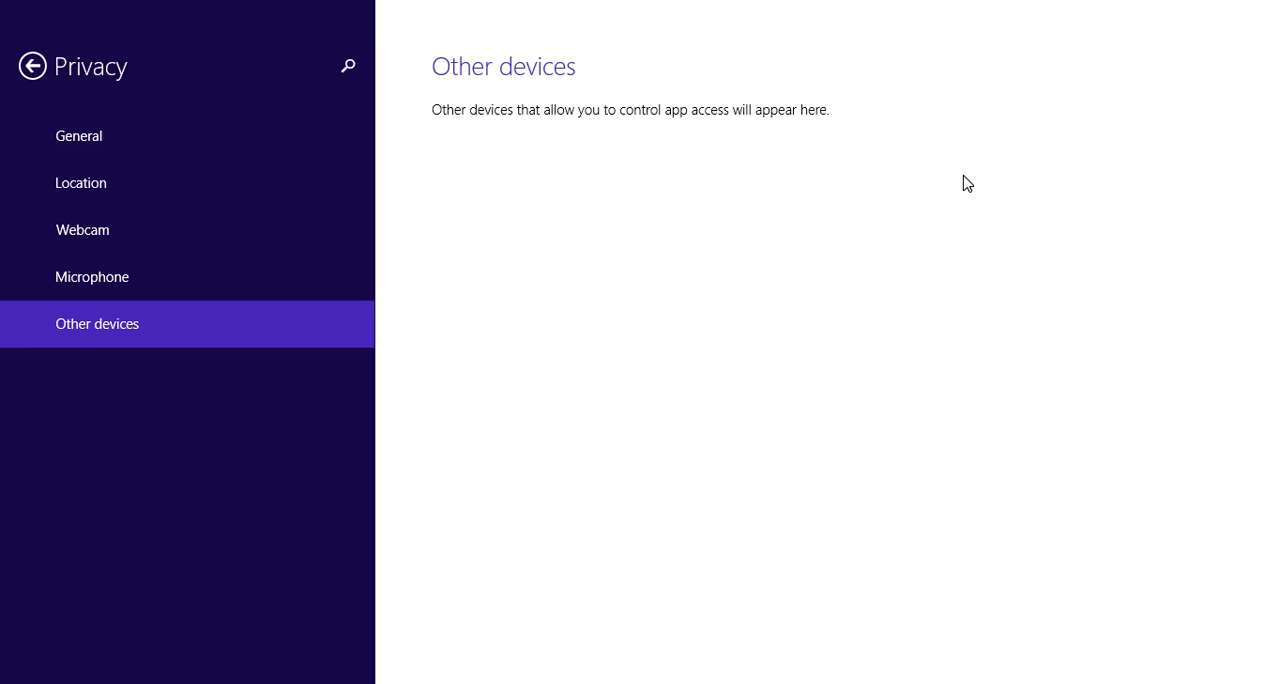 Privacy
General
Location
Webcam
Microphone
Other devices
Other devices
Other devices that allow you to control app access will appear here.